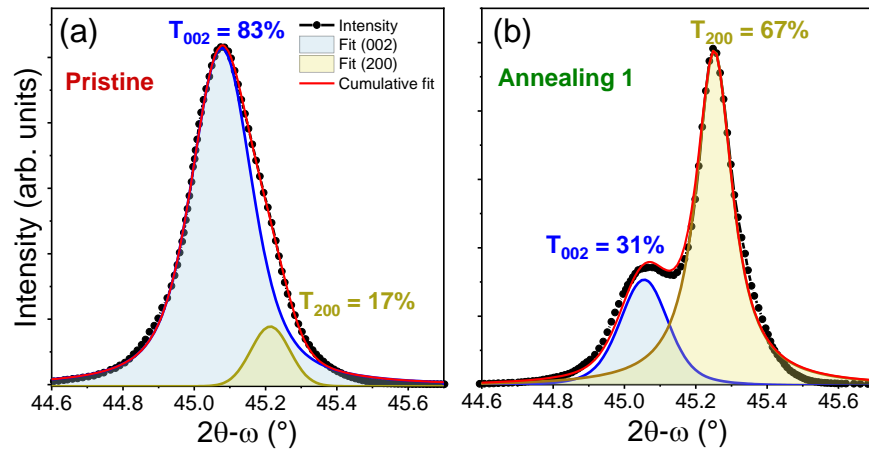 (a)
T002 = 83%
Intensity
Fit (002)
Fit (200)
Cumulative fit
Pristine
T200 = 17%
Intensity (arb. units)
44.6 44.8 45.0 45.2 45.4 45.6
2θ-ω (°)
(b)
T200 = 67%
Annealing 1
T002 = 31%
44.6 44.8 45.0 45.2 45.4 45.6
2θ-ω (°)